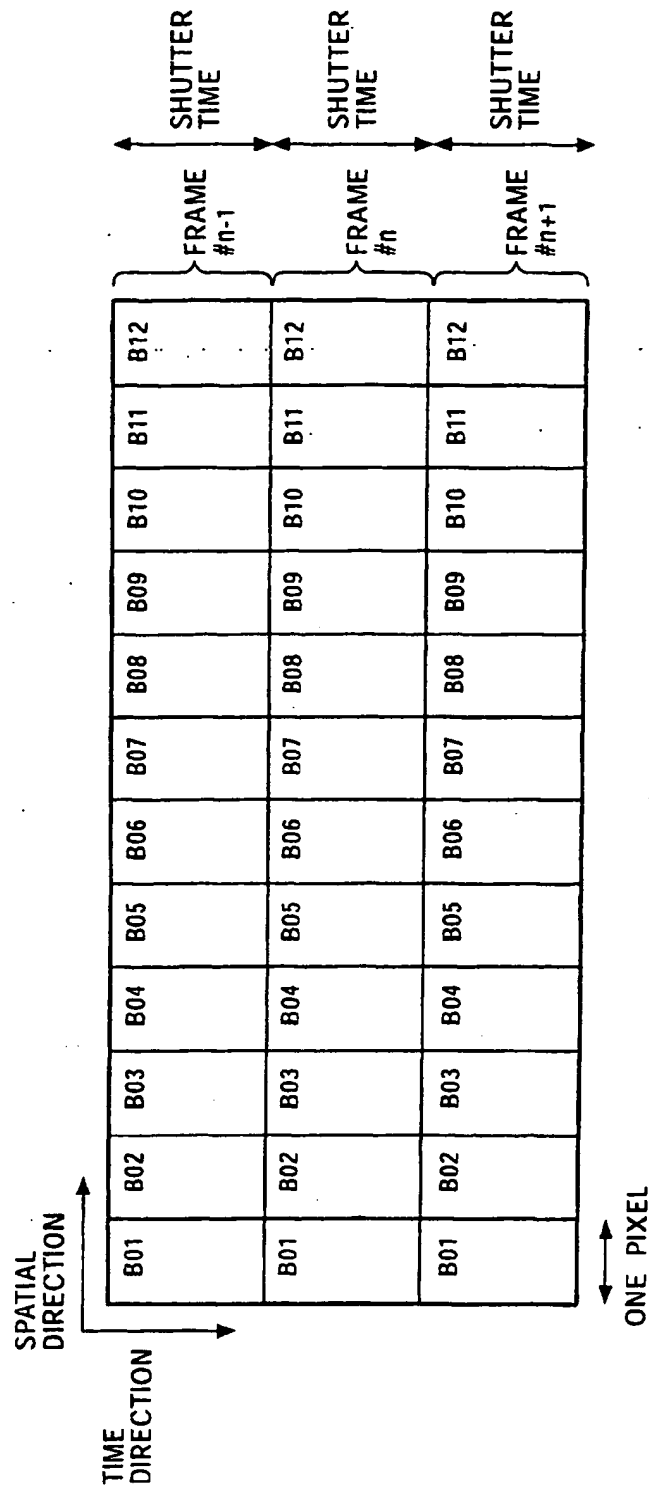 SPATIAL
DIRECTION
TIME
DIRECTION
B01 B02 B03 B04 B05 B06 B07 B08 B09 B10 B11 B12
FRAME
#n-1
SHUTTER
TIME
B01 B02 B03 B04 B05 B06 B07 B08 B09 B10 B11 B12
FRAME
#n
SHUTTER
TIME
B01 B02 B03 B04 B05 B06 B07 B08 B09 B10 B11 B12
FRAME
#n+1
SHUTTER
TIME
ONE PIXEL